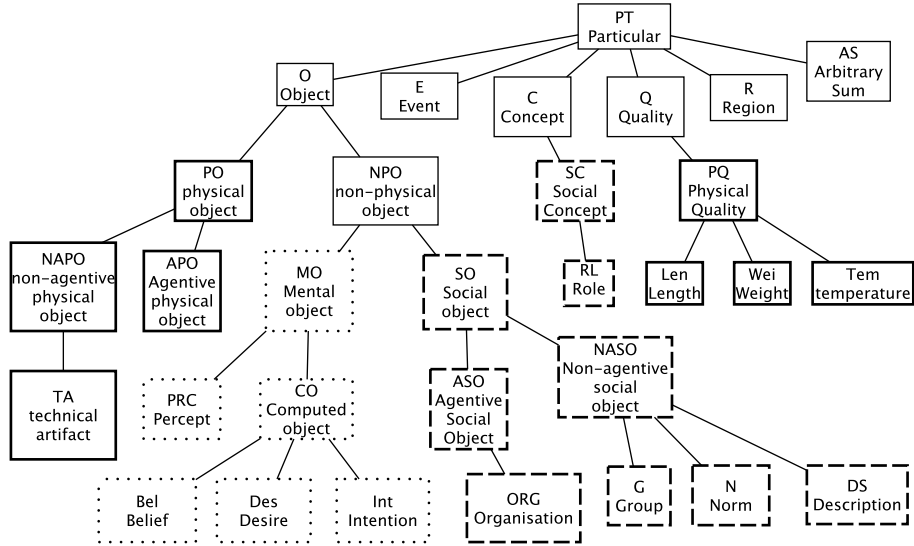 PT
Particular
O
Object
E
Event
C
Concept
Q
Quality
R
Region
AS
Arbitrary
Sum
PO
physical
object
NPO
non-physical
object
SC
Social
Concept
PQ
Physical
Quality
NAPO
non-agentive
physical
object
APO
Agentive
physical
object
MO
Mental
object
SO
Social
object
RL
Role
Len
Length
Wei
Weight
Tem
temperature
TA
technical
artifact
PRC
Percept
CO
Computed
object
ASO
Agentive
Social
Object
NASO
Non-agentive
social
object
Bel
Belief
Des
Desire
Int
Intention
ORG
Organisation
G
Group
N
Norm
DS
Description